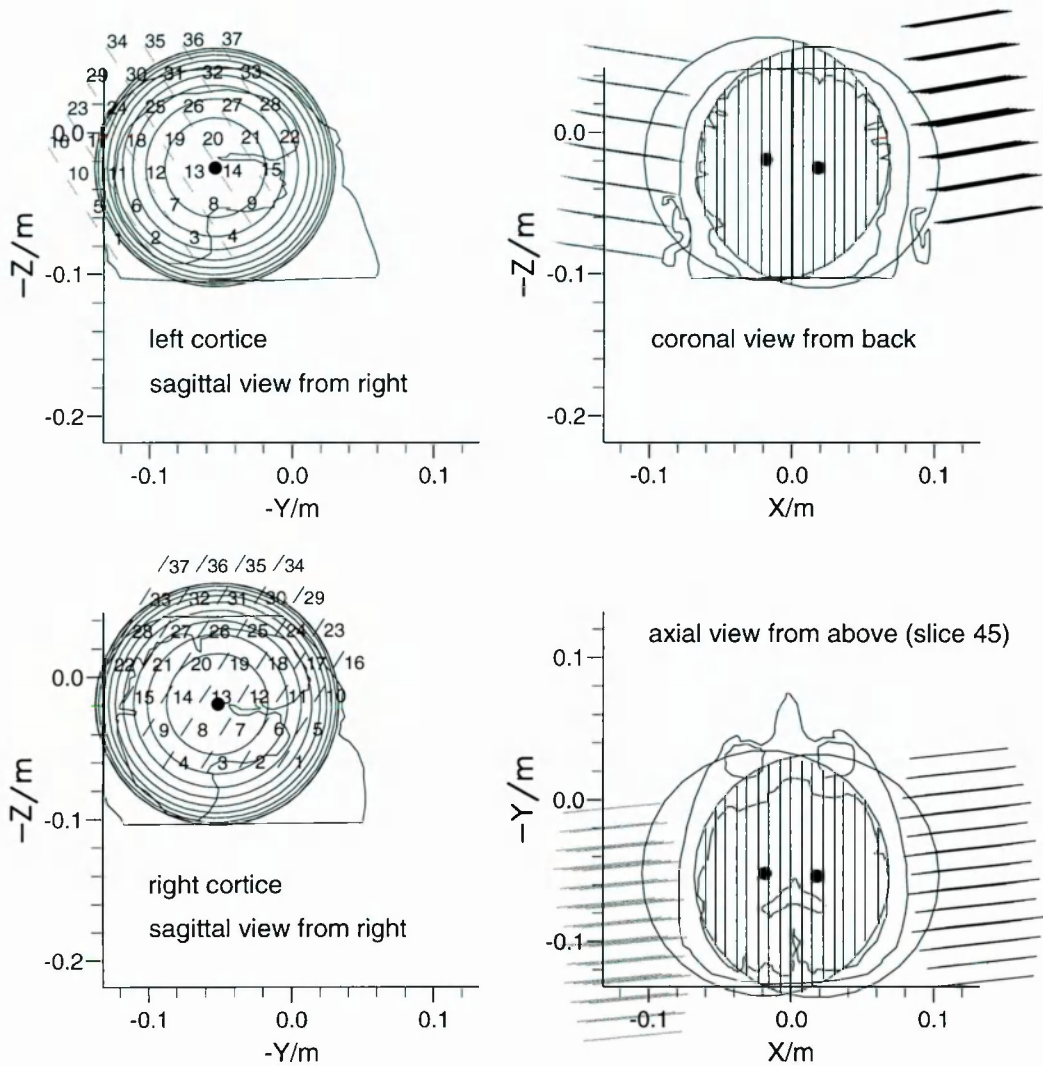 34 35 36 37
29 30 31 32 33
23 24 25 26 27 28
0.0
16 17 18 19 20 21 22
10 11 12 13 14 15
5 6 7 8 9
1 2 3 4
−Z/m
-0.1
left cortice
sagittal view from right
-0.2
-0.1 0.0 0.1
-Y/m
0.0
−Z/m
-0.1
coronal view from back
-0.2
-0.1 0.0 0.1
X/m
37 36 35 34
33 32 31 30 29
28 27 26 25 24 23
0.0
22 21 20 19 18 17 16
15 14 13 12 11 10
9 8 7 6 5
4 3 2 1
−Z/m
-0.1
right cortice
sagittal view from right
-0.2
-0.1 0.0 0.1
-Y/m
axial view from above (slice 45)
0.1
0.0
−Y/m
-0.1
-0.1 0.0 0.1
X/m